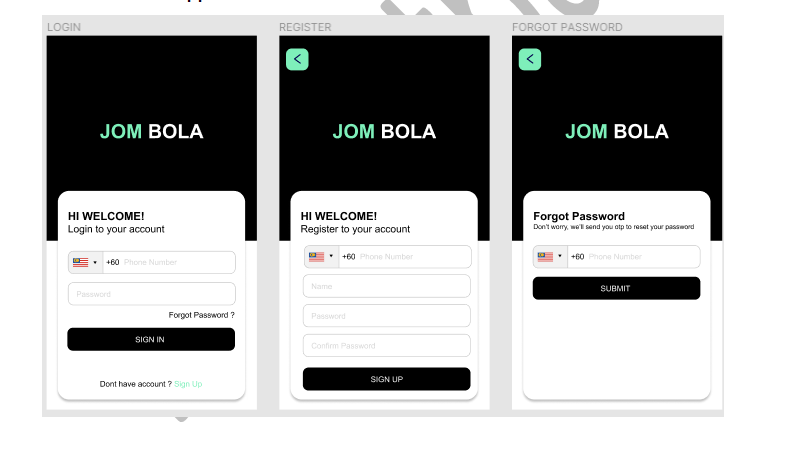 LOGIN
JOM BOLA
HI WELCOME!
Login to your account
+60 Phone Number
Password
Forgot Password ?
SIGN IN
Dont have account ? Sign Up
REGISTER
JOM BOLA
HI WELCOME!
Register to your account
+60 Phone Number
Name
Password
Confirm Password
SIGN UP
FORGOT PASSWORD
JOM BOLA
Forgot Password
Don't worry, we'll send you otp to reset your password
+60 Phone Number
SUBMIT